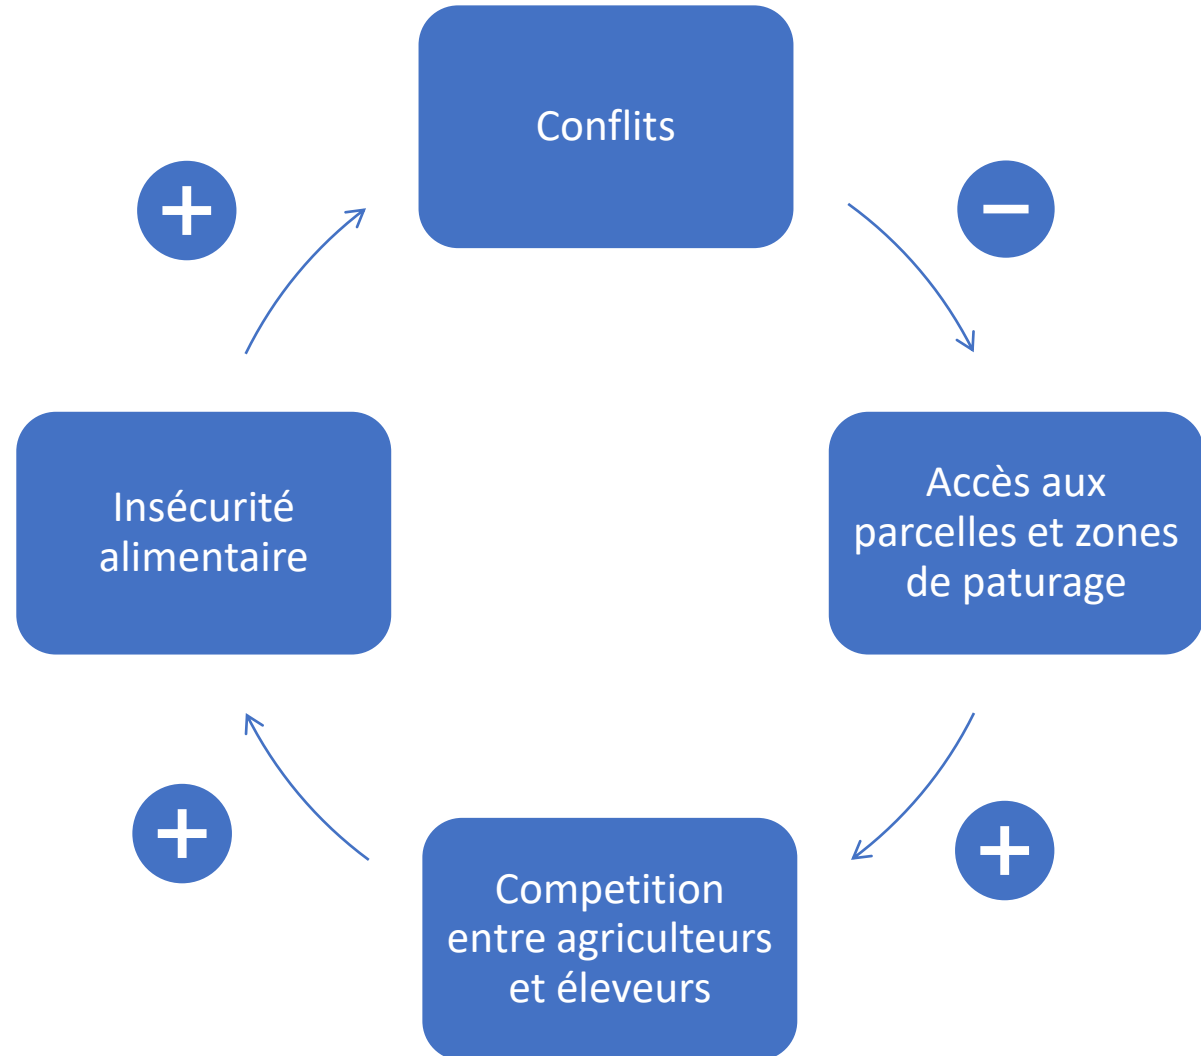 Conflits
+
−
Insécurité
alimentaire
Accès aux
parcelles et zones
de paturage
+
+
Competition
entre agriculteurs
et éleveurs